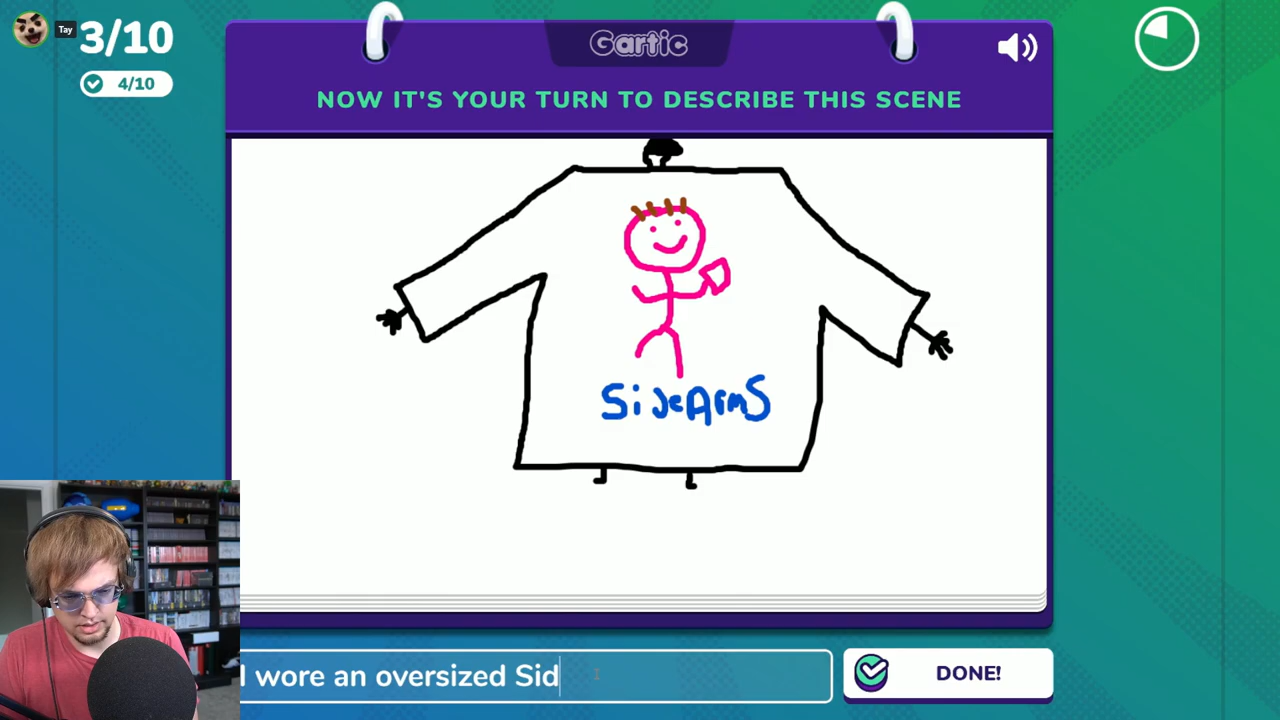 Tay
3/10
4/10
Gartic
NOW IT'S YOUR TURN TO DESCRIBE THIS SCENE
SideArmS
I wore an oversized Sid
DONE!